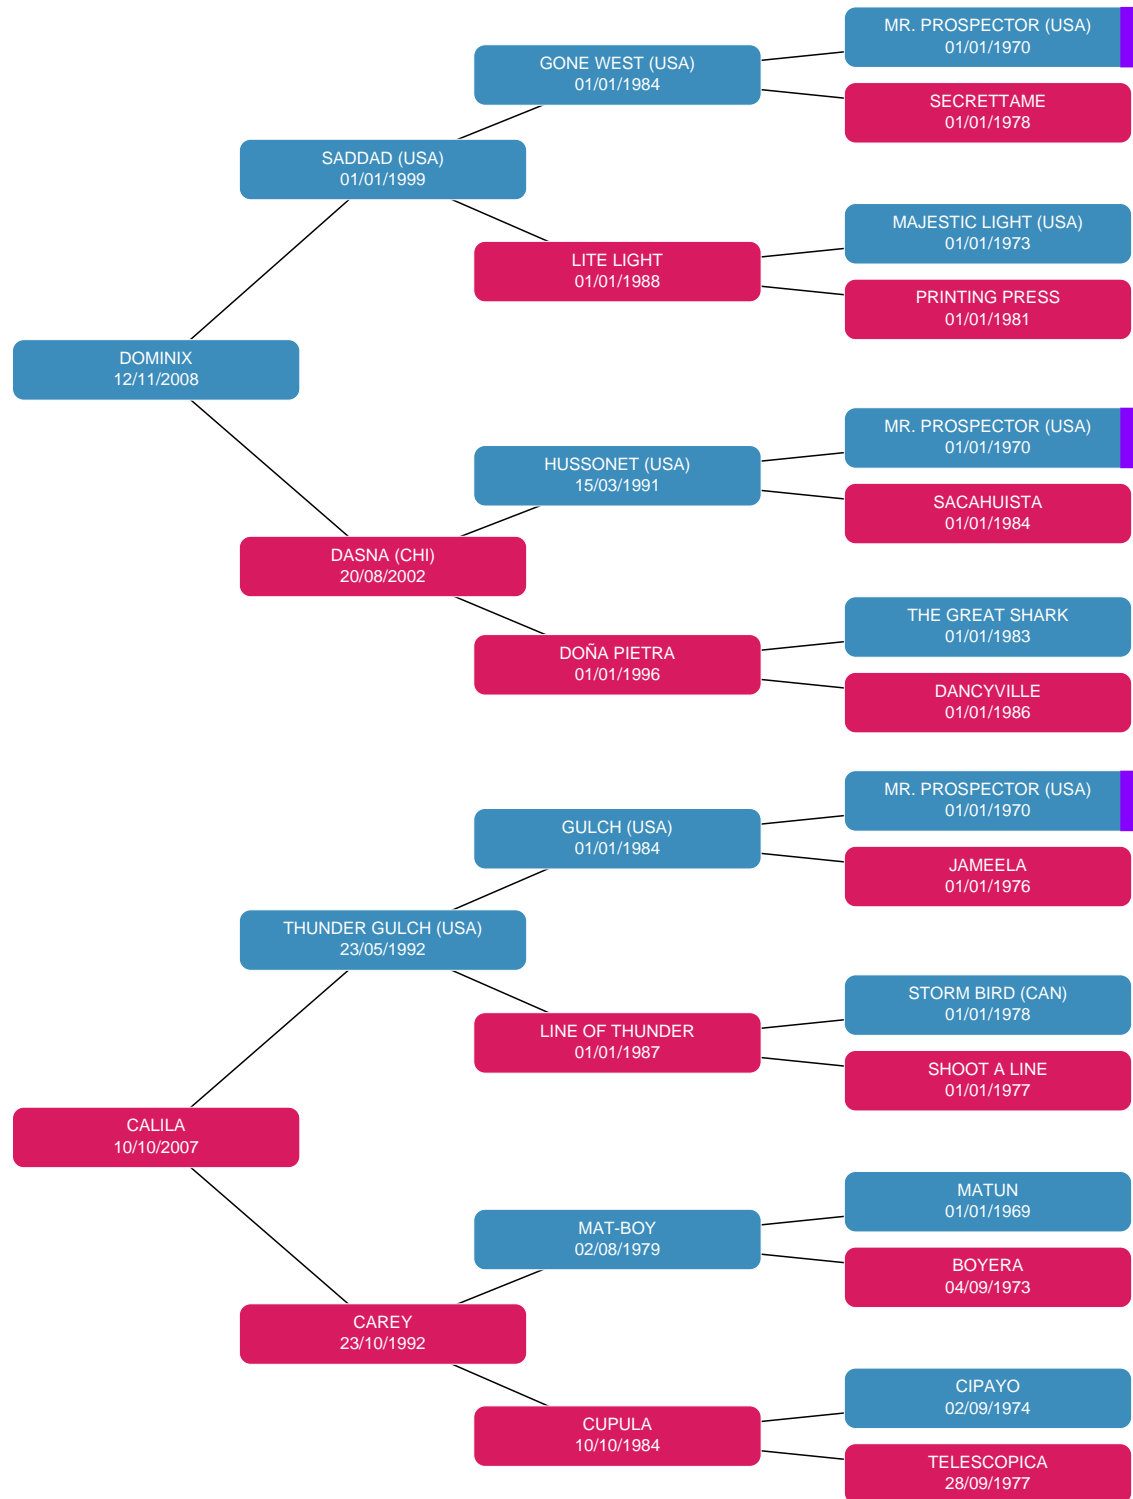 MR. PROSPECTOR (USA)
01/01/1970
GONE WEST (USA)
01/01/1984
SECRETTAME
01/01/1978
SADDAD (USA)
01/01/1999
MAJESTIC LIGHT (USA)
01/01/1973
LITE LIGHT
01/01/1988
PRINTING PRESS
01/01/1981
DOMINIX
12/11/2008
MR. PROSPECTOR (USA)
01/01/1970
HUSSONET (USA)
15/03/1991
SACAHUISTA
01/01/1984
DASNA (CHI)
20/08/2002
THE GREAT SHARK
01/01/1983
DOÑA PIETRA
01/01/1996
DANCYVILLE
01/01/1986
MR. PROSPECTOR (USA)
01/01/1970
GULCH (USA)
01/01/1984
JAMEELA
01/01/1976
THUNDER GULCH (USA)
23/05/1992
STORM BIRD (CAN)
01/01/1978
LINE OF THUNDER
01/01/1987
SHOOT A LINE
01/01/1977
CALILA
10/10/2007
MATUN
01/01/1969
MAT-BOY
02/08/1979
BOYERA
04/09/1973
CAREY
23/10/1992
CIPAYO
02/09/1974
CUPULA
10/10/1984
TELESCOPICA
28/09/1977